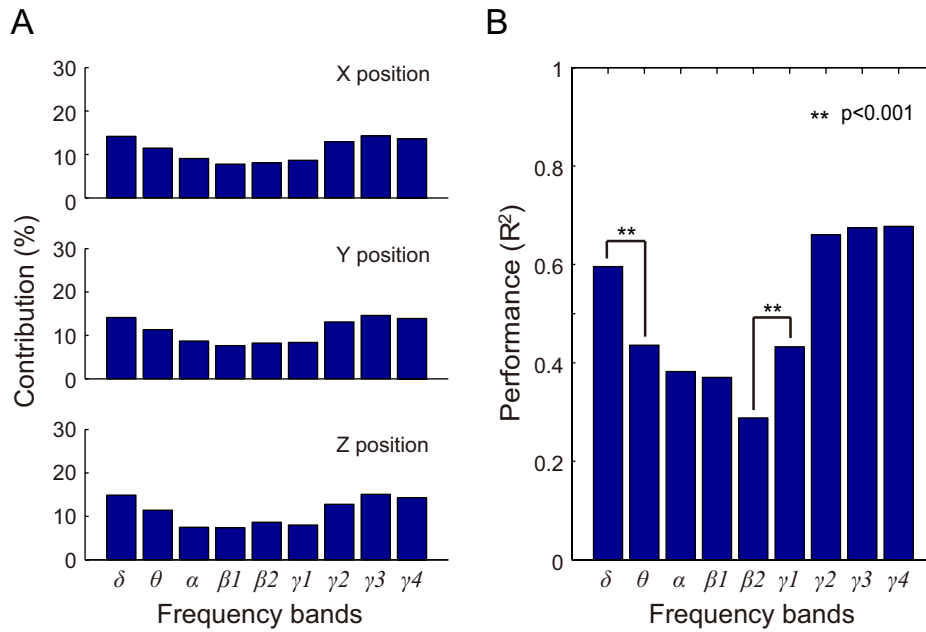 A
B
30
20
10
0
X position
30
20
10
0
Y position
30
20
10
0
Z position
Contribution (%)
δ θ α β1 β2 γ1 γ2 γ3 γ4
Frequency bands
1
0.8
0.6
0.4
0.2
0
Performance (R²)
** p<0.001
**
**
δ θ α β1 β2 γ1 γ2 γ3 γ4
Frequency bands